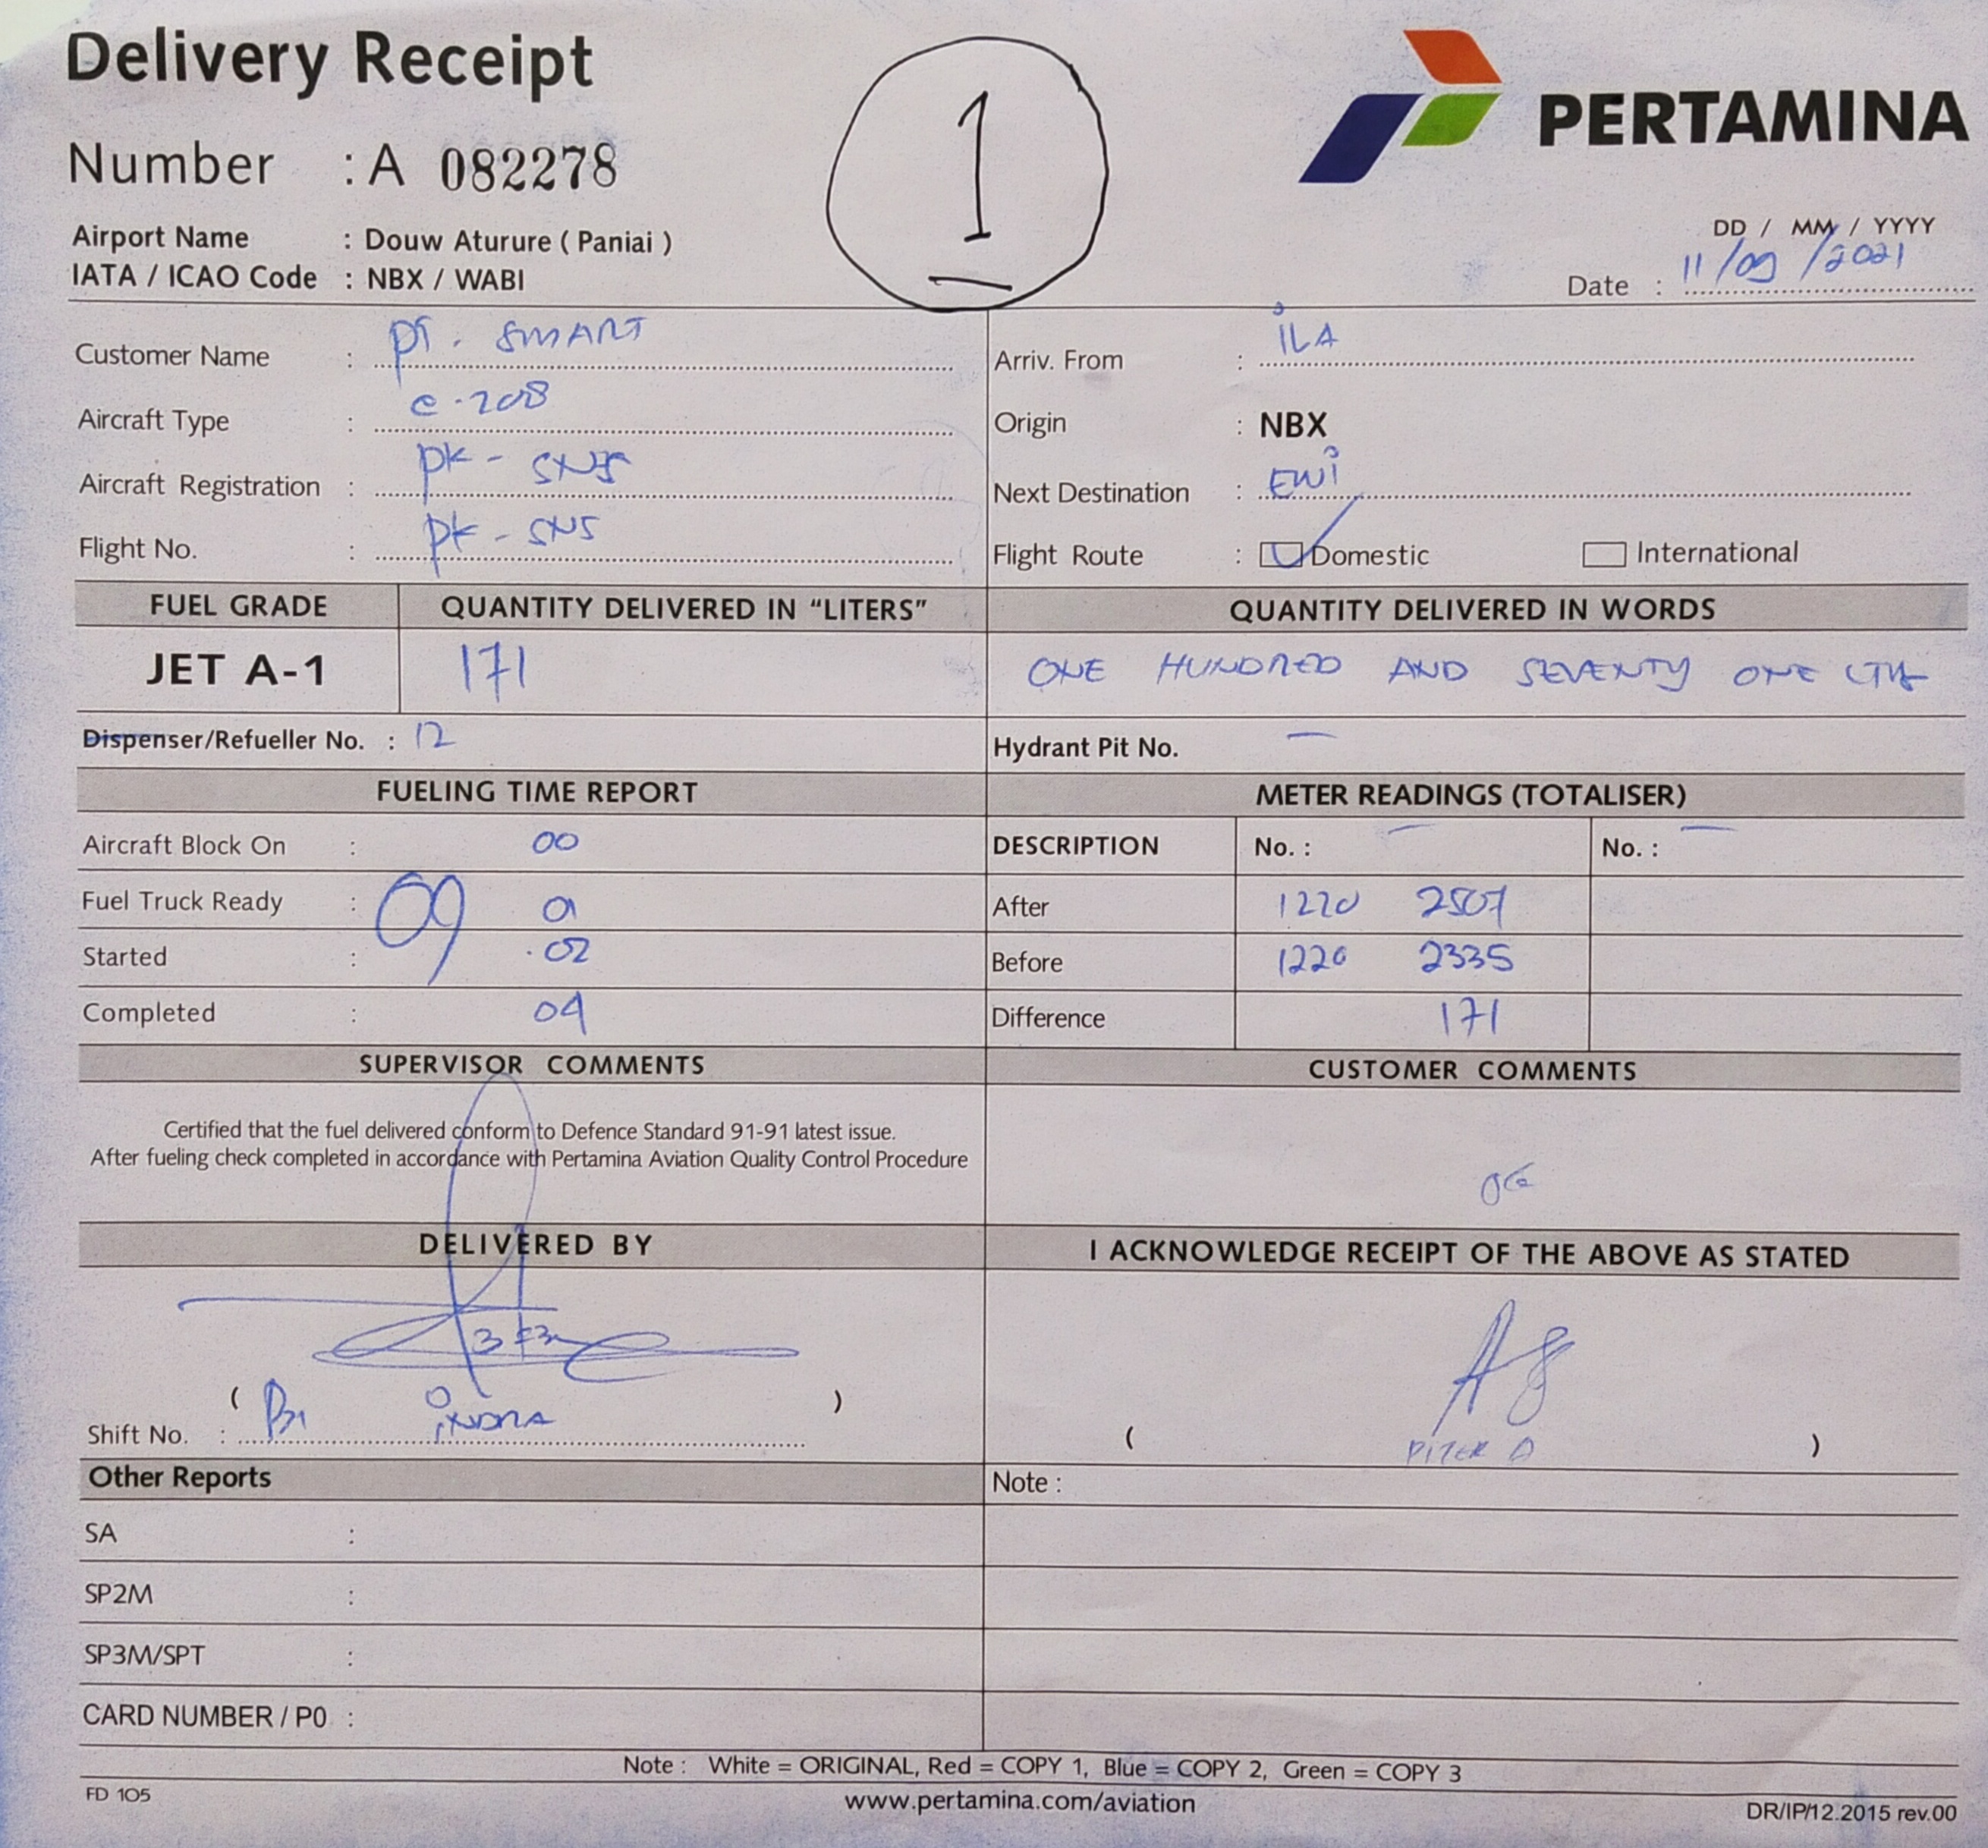 Delivery Receipt
1
PERTAMINA
Number : A 082278
Airport Name : Douw Aturure ( Paniai )
IATA / ICAO Code : NBX / WABI
DD / MM / YYYY
Date : 11/09/2021
Customer Name : PT. SMART
Arriv. From : iLA
Aircraft Type : C-208
Origin : NBX
Aircraft Registration : PK - SNS
Next Destination : EWi
Flight No. : PK - SNS
Flight Route : Domestic International
FUEL GRADE QUANTITY DELIVERED IN “LITERS” QUANTITY DELIVERED IN WORDS
JET A-1 171 ONE HUNDRED AND SEVENTY ONE
Dispenser/Refueller No. : 12 Hydrant Pit No. —
FUELING TIME REPORT METER READINGS (TOTALISER)
Aircraft Block On : 00 DESCRIPTION No. : — No. : —
Fuel Truck Ready : 09 01 After 1220 2507
Started : .02 Before 1220 2335
Completed : 04 Difference 171
SUPERVISOR COMMENTS CUSTOMER COMMENTS
Certified that the fuel delivered conform to Defence Standard 91-91 latest issue.
After fueling check completed in accordance with Pertamina Aviation Quality Control Procedure
OK
DELIVERED BY I ACKNOWLEDGE RECEIPT OF THE ABOVE AS STATED
( )
Shift No. : iNDRA
( PITER D )
Other Reports Note :
SA :
SP2M :
SP3M/SPT :
CARD NUMBER / P0 :
Note : White = ORIGINAL, Red = COPY 1, Blue = COPY 2, Green = COPY 3
FD 105 www.pertamina.com/aviation DR/IP/12.2015 rev.00